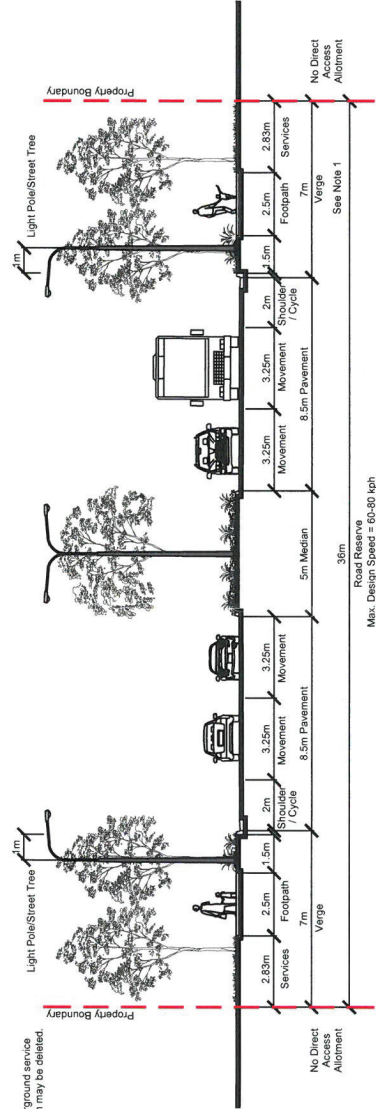 rground service
n may be deleted.
Light Pole/Street Tree
1m
Property Boundary
Light Pole/Street Tree
1m
Property Boundary
2.83m
2.5m
1.5m
2m
3.25m
3.25m
3.25m
3.25m
2m
1.5m
2.5m
2.83m
Services
Footpath
Shoulder
/ Cycle
Movement
Movement
Movement
Movement
Shoulder
/ Cycle
Footpath
Services
No Direct
Access
Allotment
7m
Verge
8.5m Pavement
5m Median
8.5m Pavement
7m
Verge
See Note 1
No Direct
Access
Allotment
36m
Road Reserve
Max. Design Speed = 60-80 kph